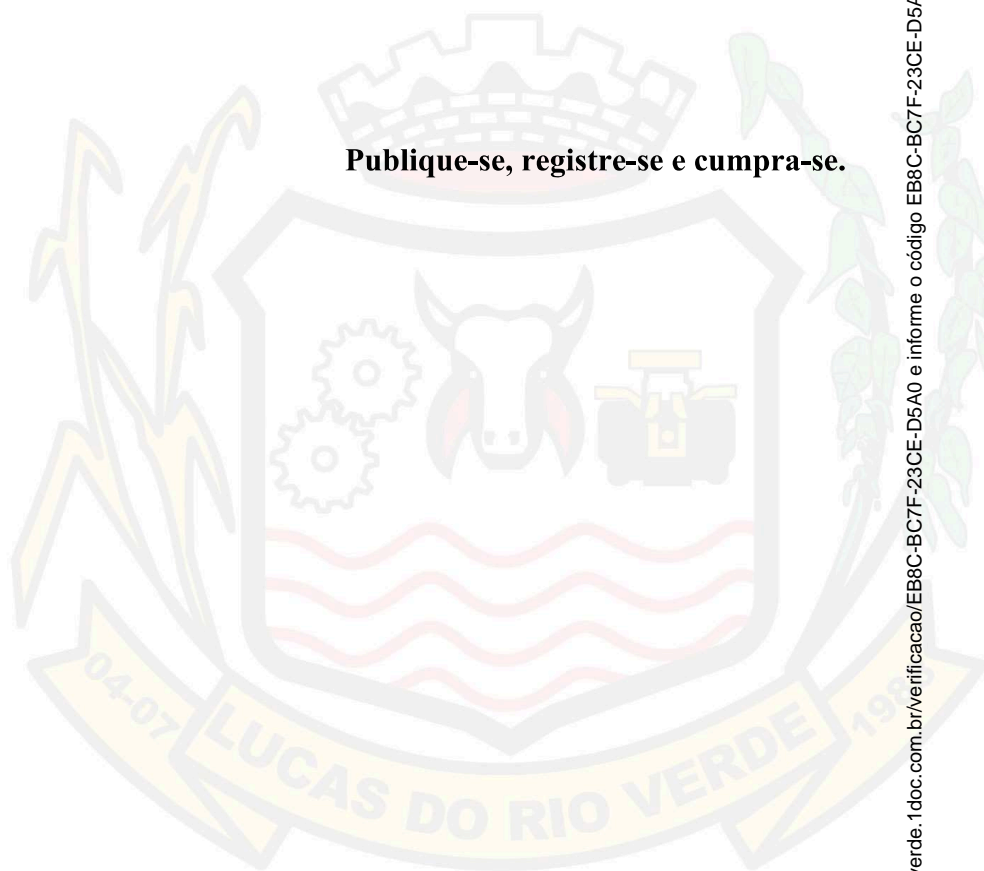 Publique-se, registre-se e cumpra-se.
verde.1doc.com.br/verificacao/EB8C-BC7F-23CE-D5A0 e informe o código EB8C-BC7F-23CE-D5A
04-07
LUCAS DO RIO VERDE